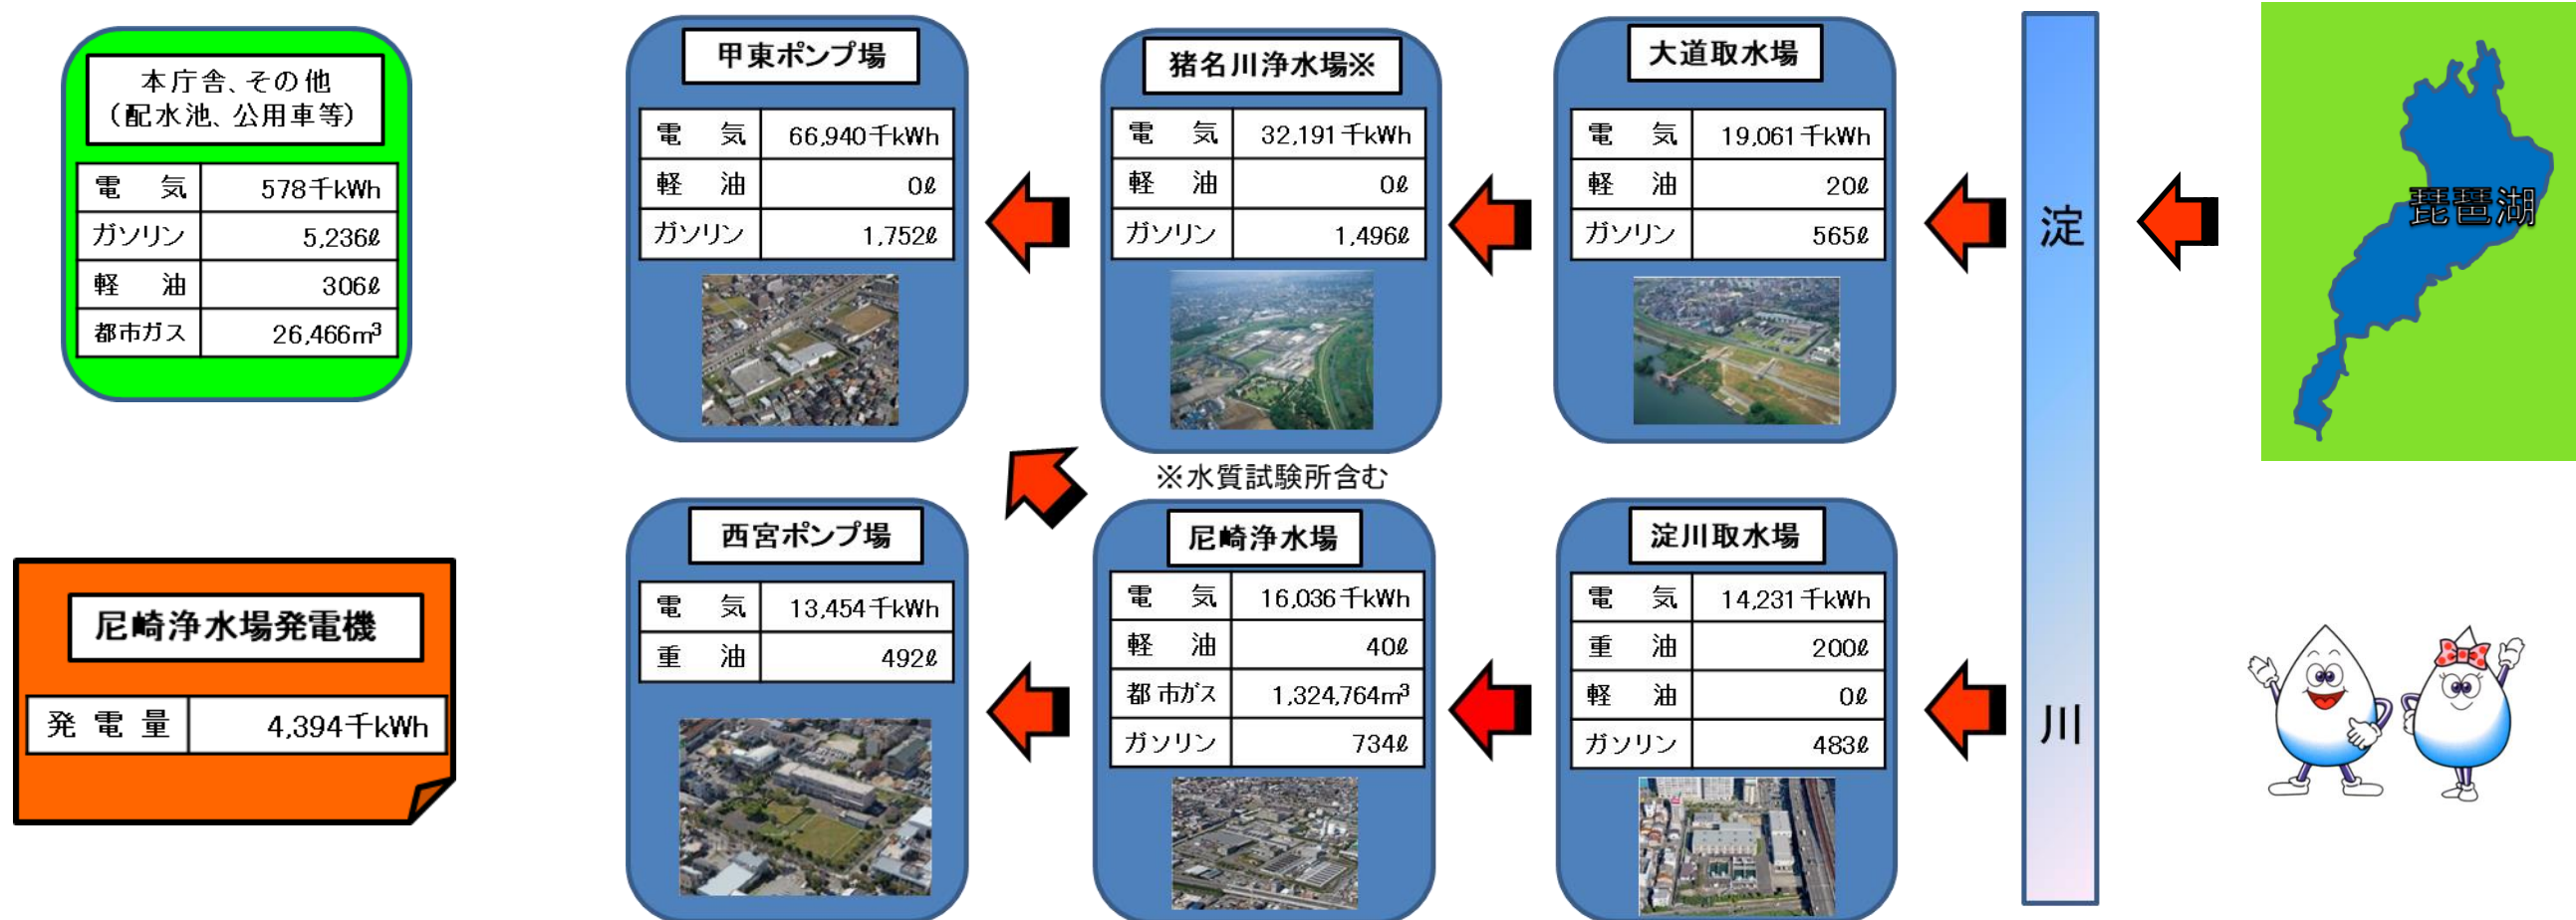 本庁舎、その他
（配水池、公用車等）
電　気 578千kWh
ガソリン 5,236ℓ
軽　油 306ℓ
都市ガス 26,466m³
尼崎浄水場発電機
発 電 量 4,394千kWh
甲東ポンプ場
電　気 66,940千kWh
軽　油 0ℓ
ガソリン 1,752ℓ
猪名川浄水場※
電　気 32,191千kWh
軽　油 0ℓ
ガソリン 1,496ℓ
※水質試験所含む
大道取水場
電　気 19,061千kWh
軽　油 20ℓ
ガソリン 565ℓ
西宮ポンプ場
電　気 13,454千kWh
重　油 492ℓ
尼崎浄水場
電　気 16,036千kWh
軽　油 40ℓ
都市ガス 1,324,764m³
ガソリン 734ℓ
淀川取水場
電　気 14,231千kWh
重　油 200ℓ
軽　油 0ℓ
ガソリン 483ℓ
淀川
琵琶湖